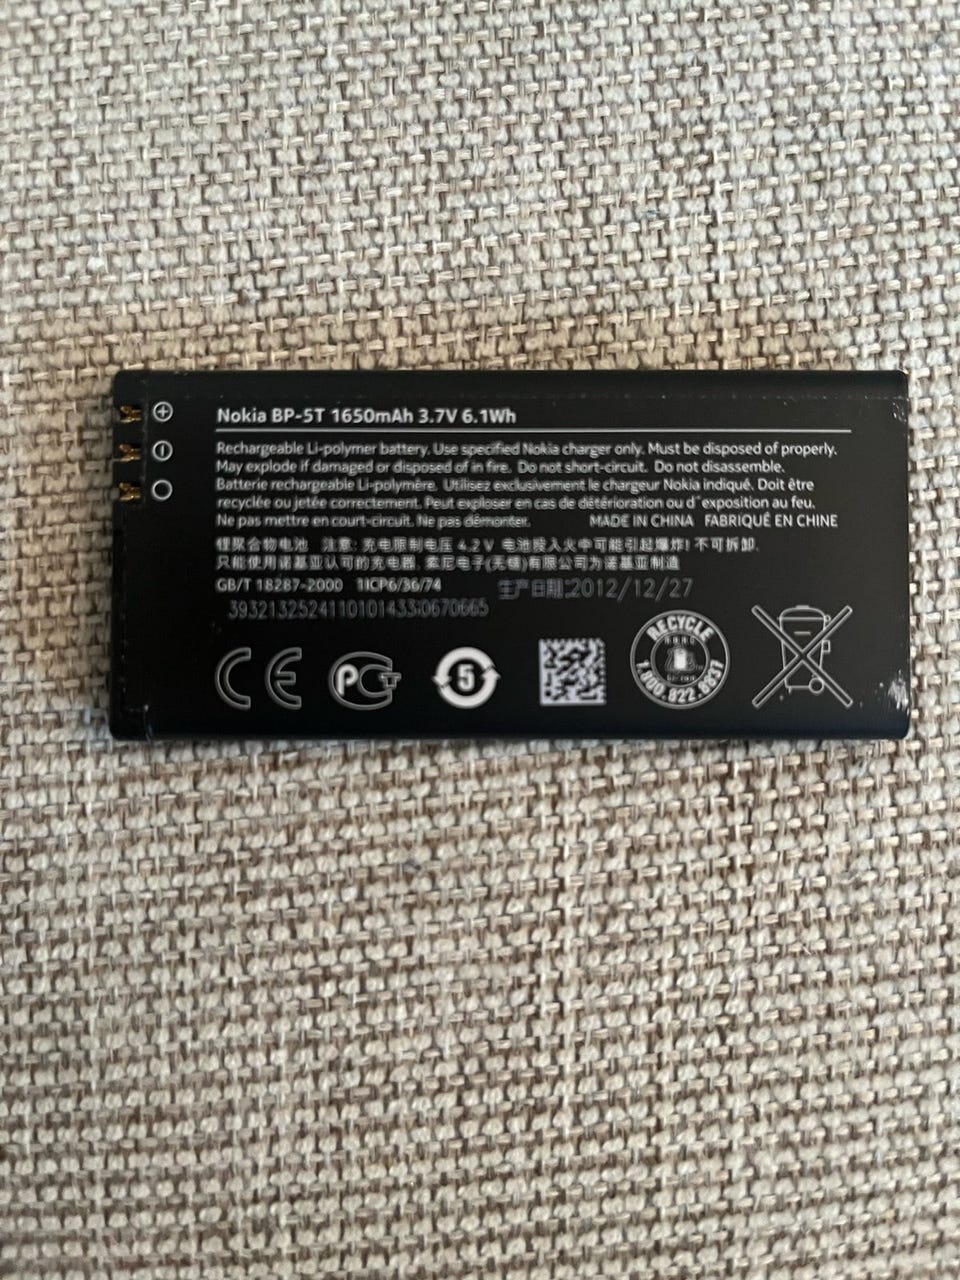 Nokia BP-5T 1650mAh 3.7V 6.1Wh
Rechargeable Li-polymer battery. Use specified Nokia charger only. Must be disposed of properly.
May explode if damaged or disposed of in fire. Do not short-circuit. Do not disassemble.
Batterie rechargeable Li-polymère. Utilisez exclusivement le chargeur Nokia indiqué. Doit être
recyclée ou jetée correctement. Peut exploser en cas de détérioration ou d'exposition au feu.
Ne pas mettre en court-circuit. Ne pas démonter. MADE IN CHINA FABRIQUÉ EN CHINE
锂聚合物电池 注意: 充电限制电压 4.2 V 电池投入火中可能引起爆炸! 不可拆卸.
只能使用诺基亚认可的充电器. 索尼电子(无锡)有限公司为诺基亚制造
GB/T 18287-2000 1ICP6/36/74 生产日期:2012/12/27
3932132524110101433;0670665
CE PCT 5 RECYCLE
1.800.822.8837